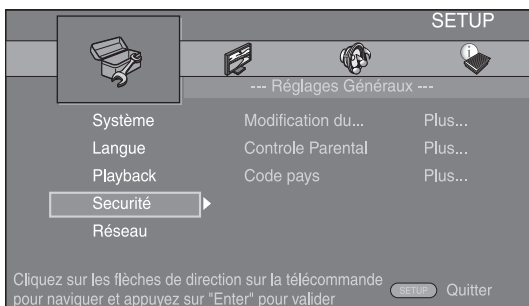 SETUP
--- Réglages Généraux ---
Système Modification du... Plus...
Langue Controle Parental Plus...
Playback Code pays Plus...
Securité
Réseau
Cliquez sur les flèches de direction sur la télécommande
pour naviguer et appuyez sur "Enter" pour valider
SETUP Quitter